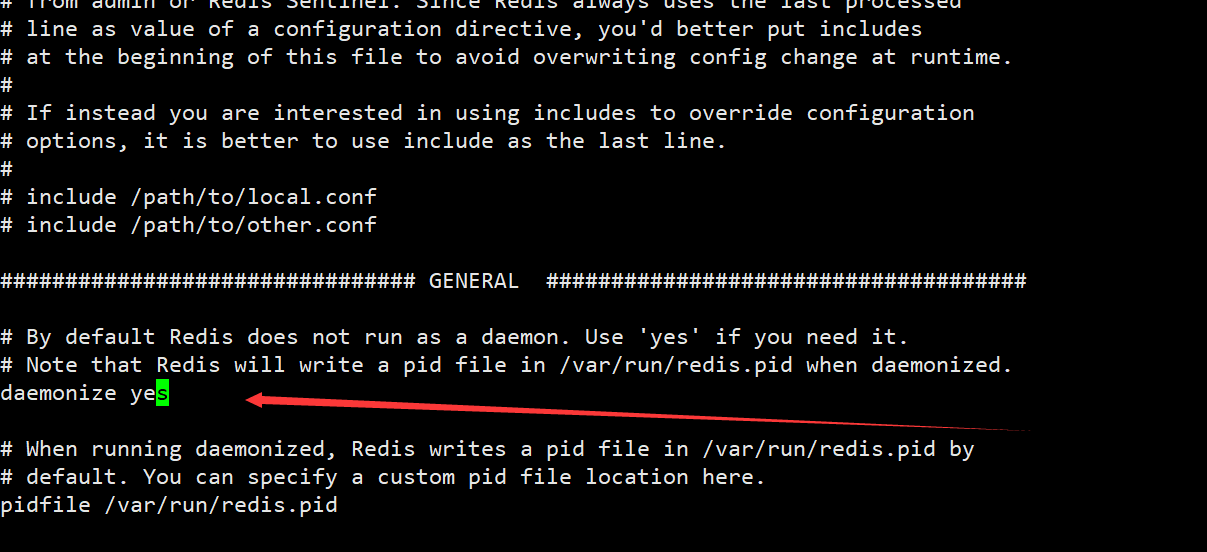 # from admin or Redis Sentinel. Since Redis always uses the last processed
# line as value of a configuration directive, you'd better put includes
# at the beginning of this file to avoid overwriting config change at runtime.
#
# If instead you are interested in using includes to override configuration
# options, it is better to use include as the last line.
#
# include /path/to/local.conf
# include /path/to/other.conf
################################ GENERAL  #####################################
# By default Redis does not run as a daemon. Use 'yes' if you need it.
# Note that Redis will write a pid file in /var/run/redis.pid when daemonized.
daemonize yes
# When running daemonized, Redis writes a pid file in /var/run/redis.pid by
# default. You can specify a custom pid file location here.
pidfile /var/run/redis.pid